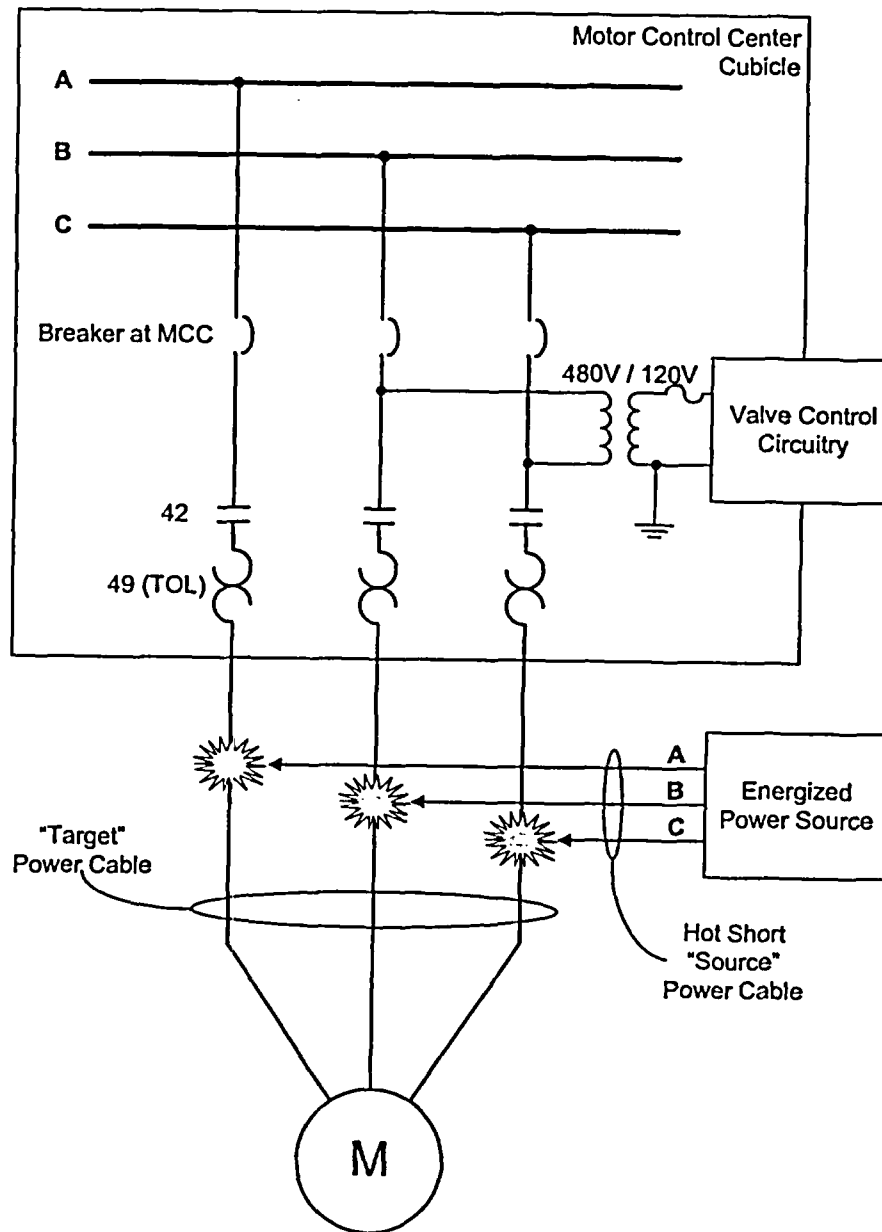 Motor Control Center
Cubicle
A
B
C
Breaker at MCC
480V / 120V
Valve Control
Circuitry
42
49 (TOL)
A
B
C
Energized
Power Source
"Target"
Power Cable
Hot Short
"Source"
Power Cable
M